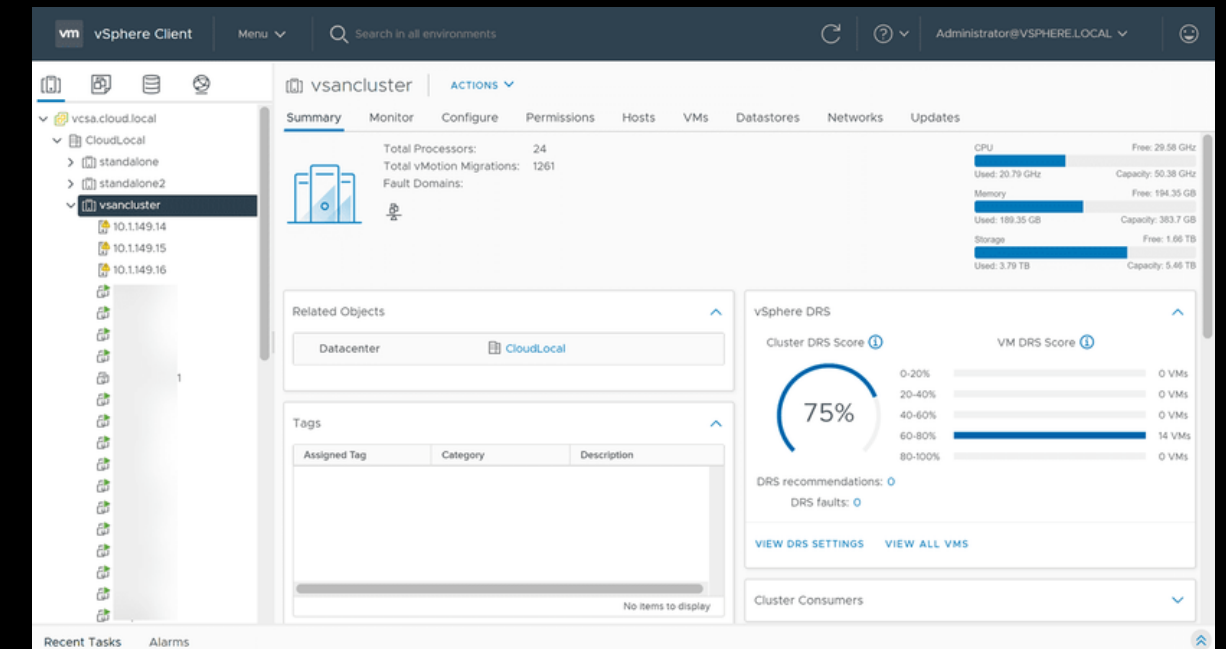 vm vSphere Client Menu Search in all environments Administrator@VSPHERE.LOCAL
vcsa.cloud.local
CloudLocal
standalone
standalone2
vsancluster
10.1.149.14
10.1.149.15
10.1.149.16
1
vsancluster ACTIONS
Summary Monitor Configure Permissions Hosts VMs Datastores Networks Updates
Total Processors: 24
Total vMotion Migrations: 1261
Fault Domains:
CPU Free: 29.58 GHz
Used: 20.79 GHz Capacity: 50.38 GHz
Memory Free: 194.35 GB
Used: 189.35 GB Capacity: 383.7 GB
Storage Free: 1.66 TB
Used: 3.79 TB Capacity: 5.46 TB
Related Objects
Datacenter CloudLocal
Tags
Assigned Tag Category Description
No items to display
vSphere DRS
Cluster DRS Score VM DRS Score
75%
0-20% 0 VMs
20-40% 0 VMs
40-60% 0 VMs
60-80% 14 VMs
80-100% 0 VMs
DRS recommendations: 0
DRS faults: 0
VIEW DRS SETTINGS VIEW ALL VMS
Cluster Consumers
Recent Tasks Alarms